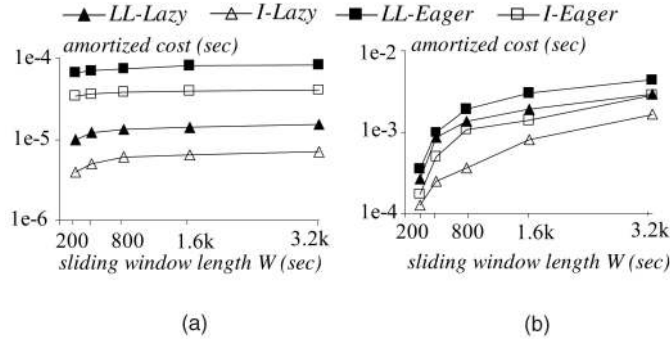 LL-Lazy I-Lazy LL-Eager I-Eager
amortized cost (sec)
1e-4
1e-5
1e-6
200 800 1.6k 3.2k
sliding window length W (sec)
(a)
amortized cost (sec)
1e-2
1e-3
1e-4
200 800 1.6k 3.2k
sliding window length W (sec)
(b)